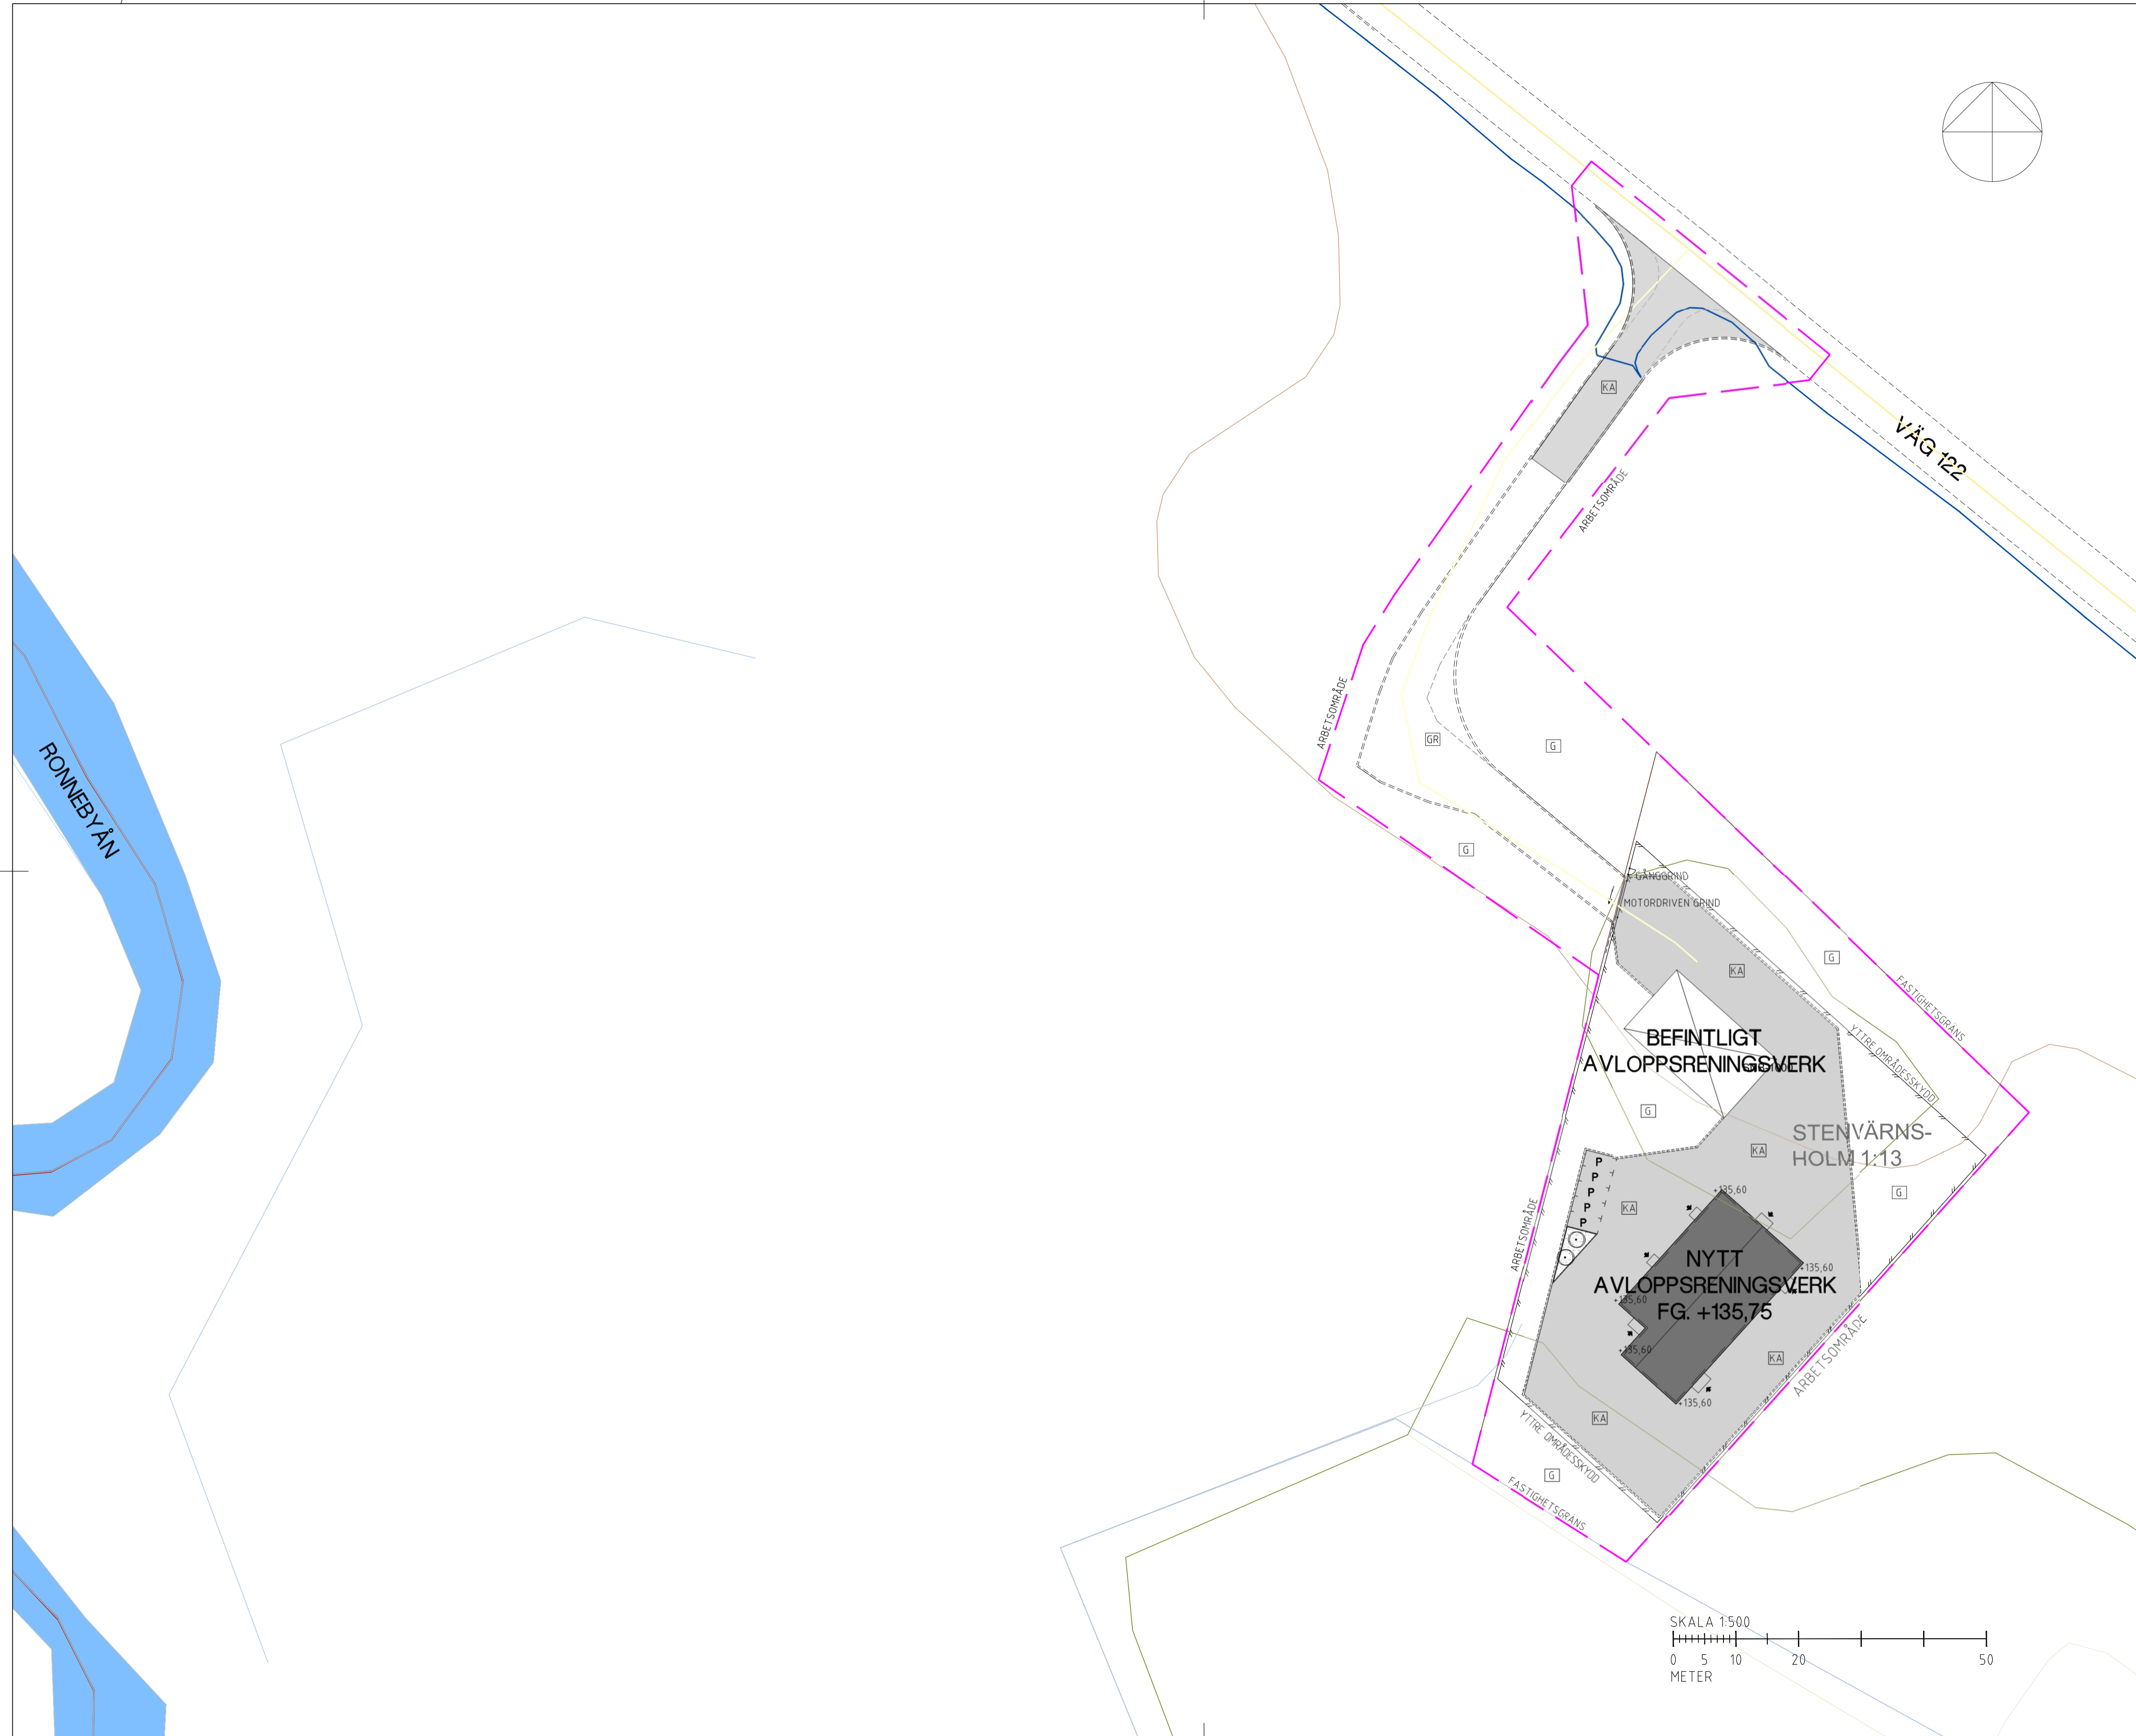 VÄG 122
KA
ARBETSOMRÅDE
ARBETSOMRÅDE
RONNEBYÅN
GR
G
G
GÅNGGRIND
MOTORDRIVEN GRIND
G
KA
FASTIGHETSGRANS
YTTRE OMRÅDESSKYDD
BEFINTLIGT
AVLOPPSRENINGSVERK
G
STENVÄRNS-
HOLM 1:13
KA
G
P
P
P
P
P
KA
+135,60
ARBETSOMRÅDE
NYTT
AVLOPPSRENINGSVERK
FG. +135,75
+135,60
+135,60
+135,60
+135,60
KA
ARBETSOMRÅDE
KA
YTTRE OMRÅDESSKYDD
G
FASTIGHETSGRANS
SKALA 1:500
0 5 10 20 50
METER